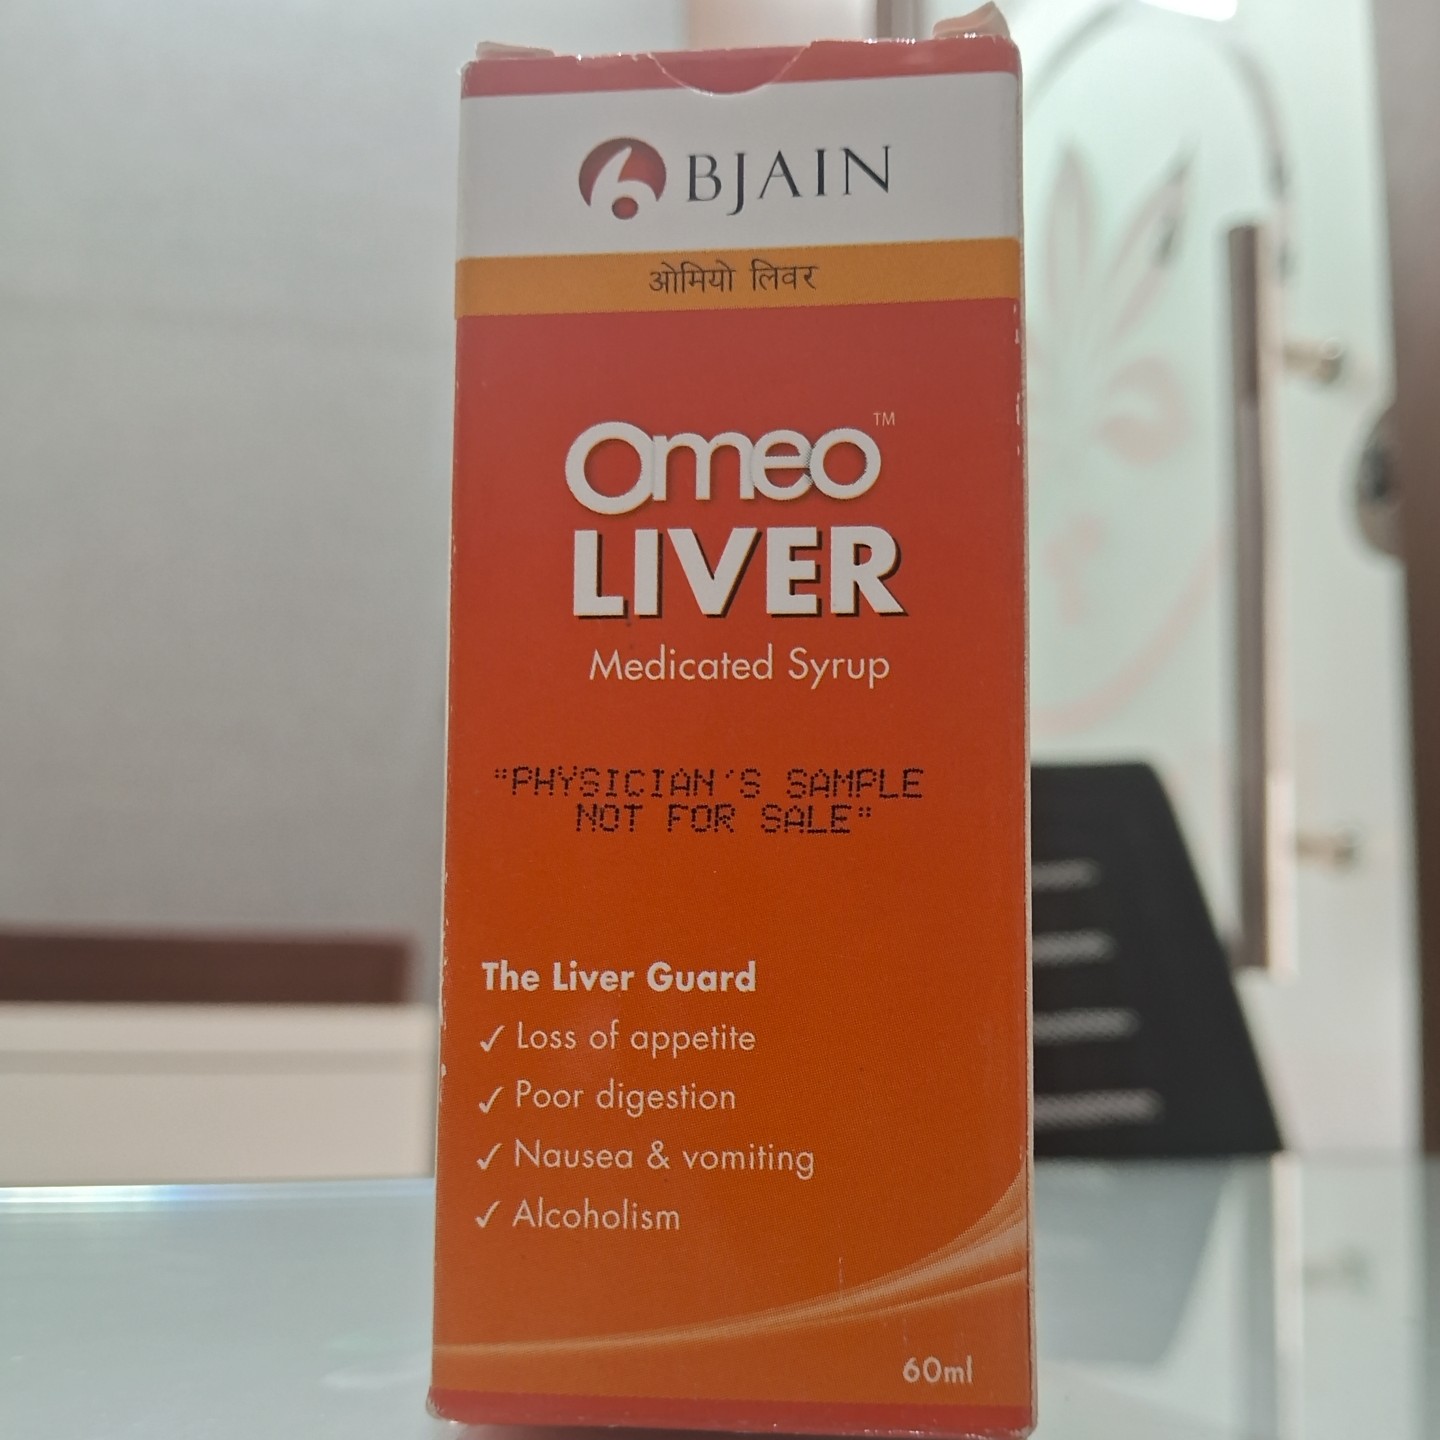 BJAIN
ओमियो लिवर
Omeo™
LIVER
Medicated Syrup
"PHYSICIAN'S SAMPLE
NOT FOR SALE"
The Liver Guard
✓ Loss of appetite
✓ Poor digestion
✓ Nausea & vomiting
✓ Alcoholism
60ml